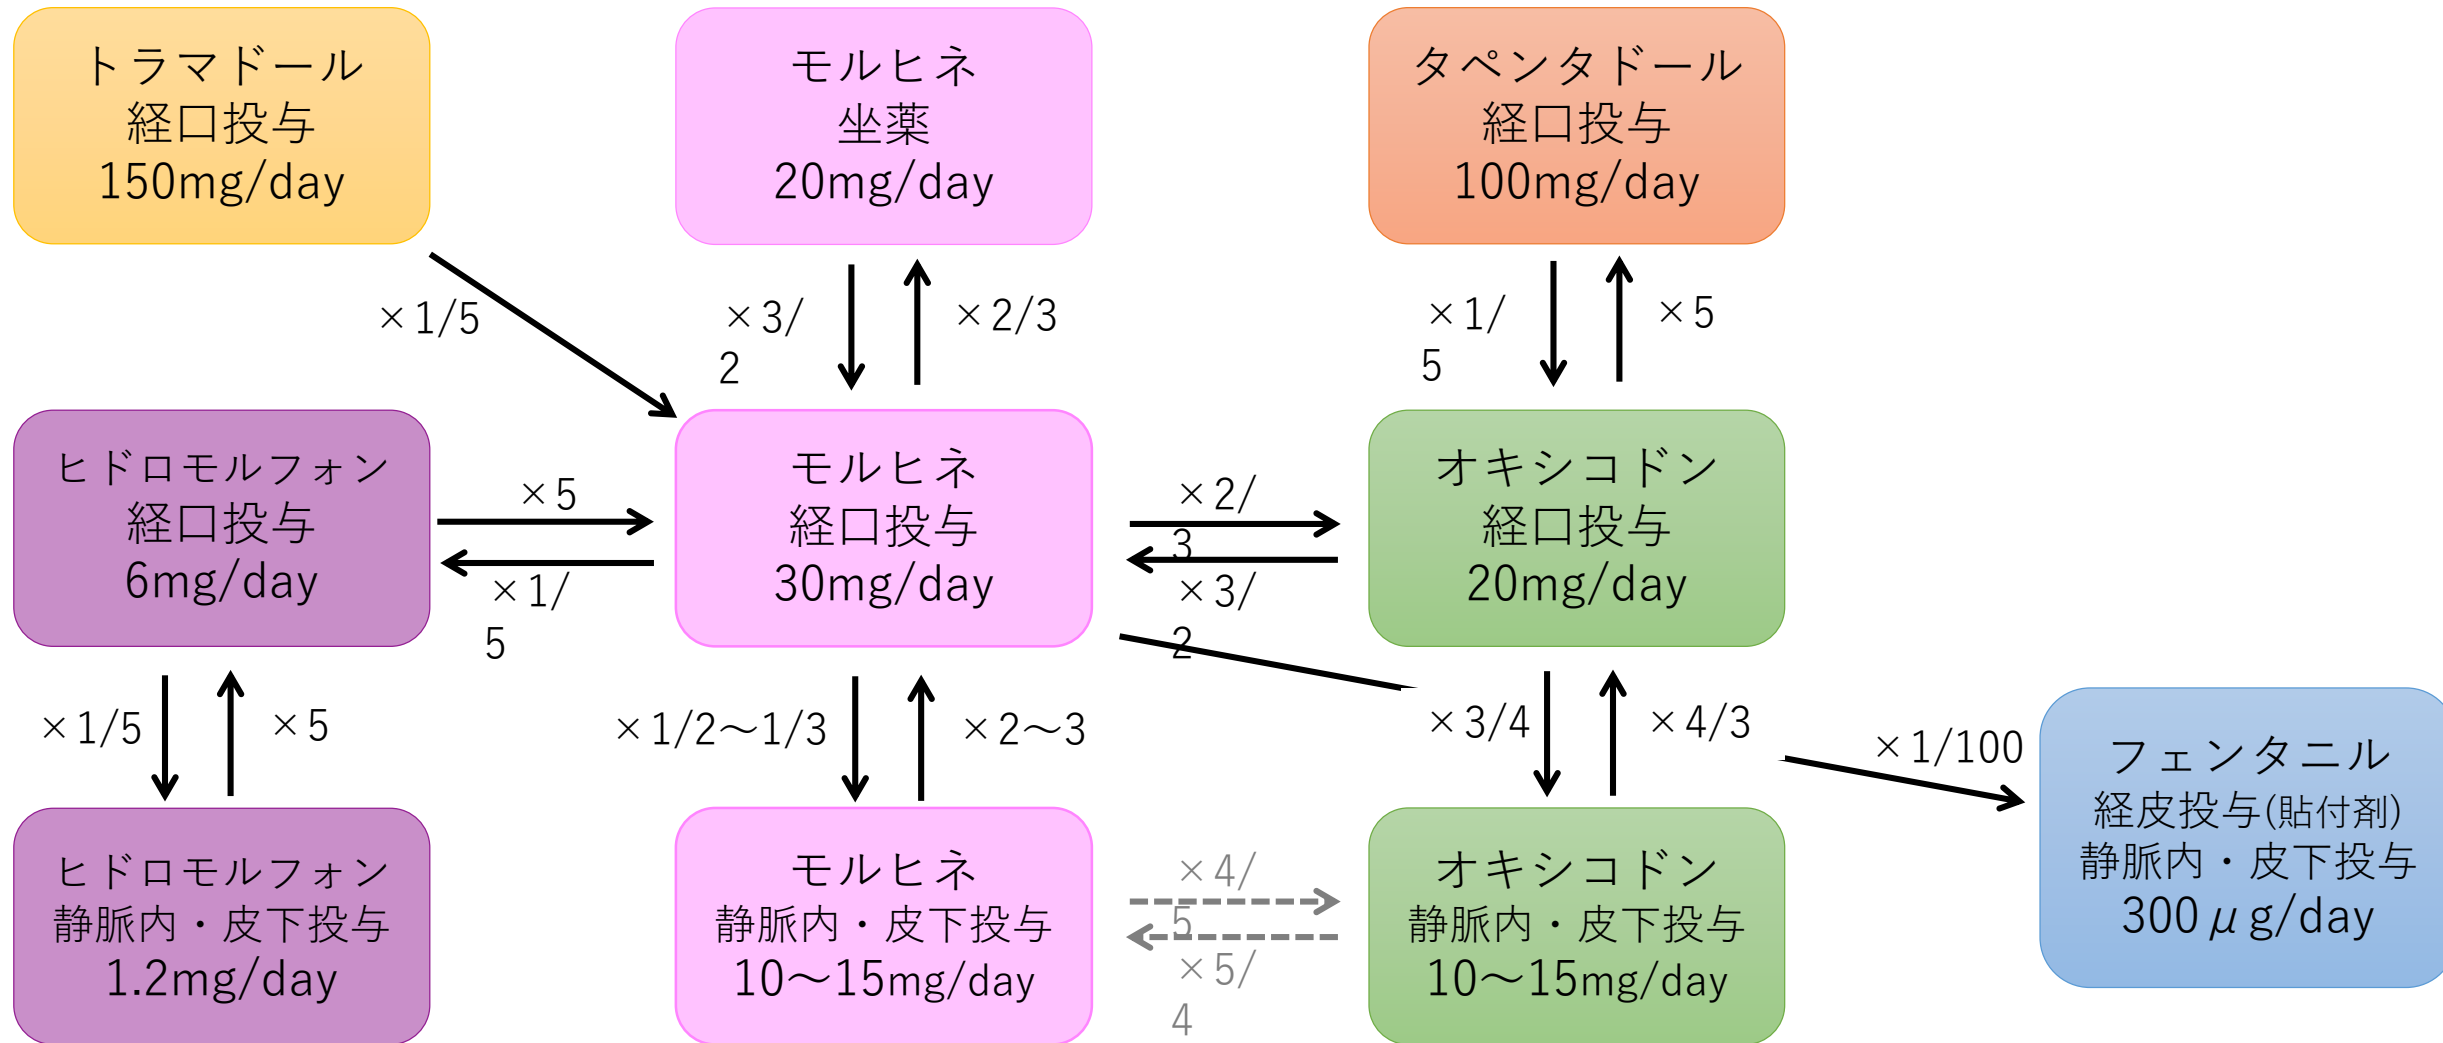 トラマドール
経口投与
150mg/day
モルヒネ
坐薬
20mg/day
タペンタドール
経口投与
100mg/day
×1/5
×3/
2
×2/3
×1/
5
×5
ヒドロモルフォン
経口投与
6mg/day
×5
×1/
5
モルヒネ
経口投与
30mg/day
×2/
3
×3/
2
オキシコドン
経口投与
20mg/day
×1/5
×5
×1/2〜1/3
×2〜3
×3/4
×4/3
×1/100
フェンタニル
経皮投与(貼付剤)
静脈内・皮下投与
300μg/day
ヒドロモルフォン
静脈内・皮下投与
1.2mg/day
モルヒネ
静脈内・皮下投与
10〜15mg/day
×4/
5
×5/
4
オキシコドン
静脈内・皮下投与
10〜15mg/day